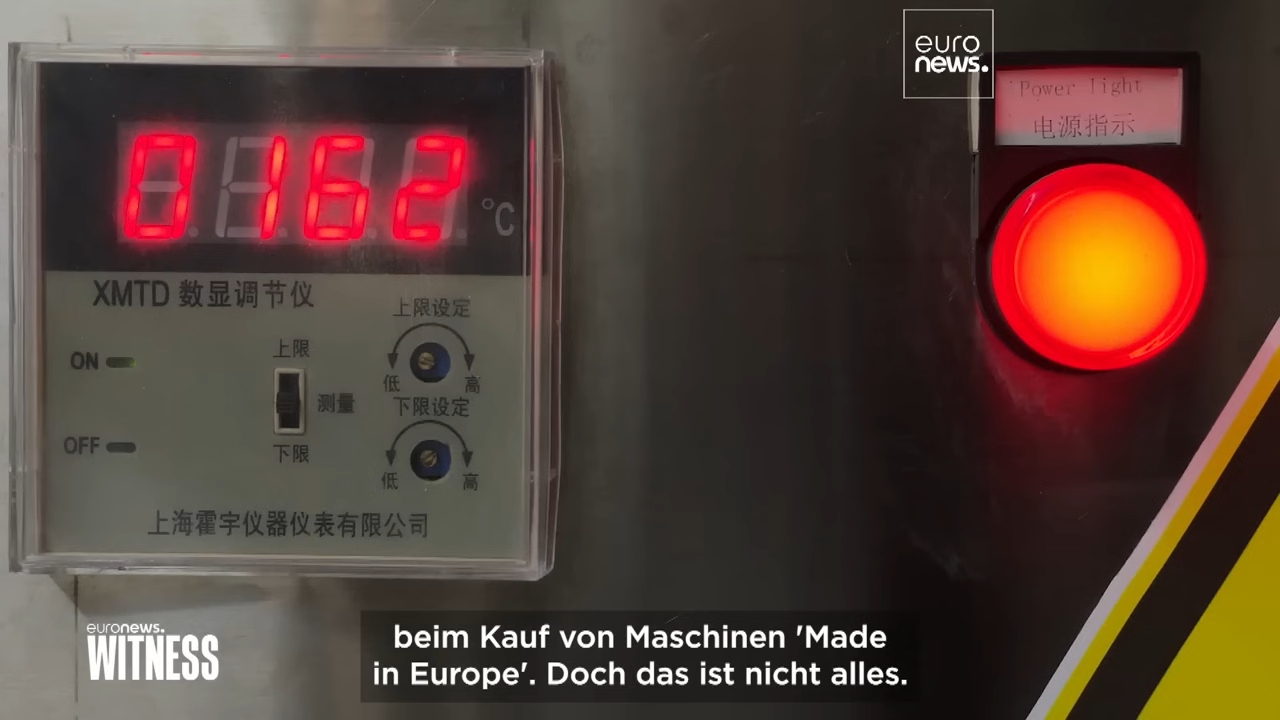 euro
news.
Power light
电源指示
0162 °C
XMTD 数显调节仪
上限设定
ON
上限
低 高
测量
下限设定
OFF
下限
低 高
上海霍宇仪器仪表有限公司
euronews.
WITNESS
beim Kauf von Maschinen 'Made
in Europe'. Doch das ist nicht alles.